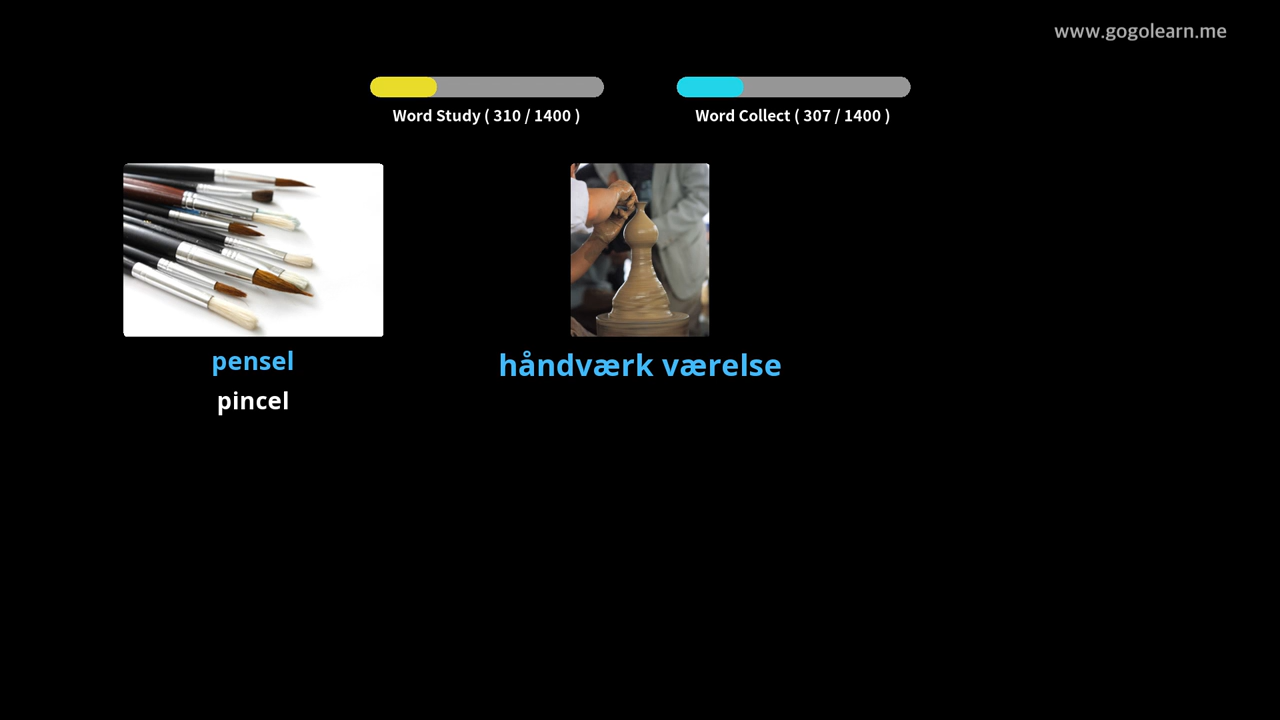 www.gogolearn.me
Word Study ( 310 / 1400 )
Word Collect ( 307 / 1400 )
pensel
pincel
håndværk værelse